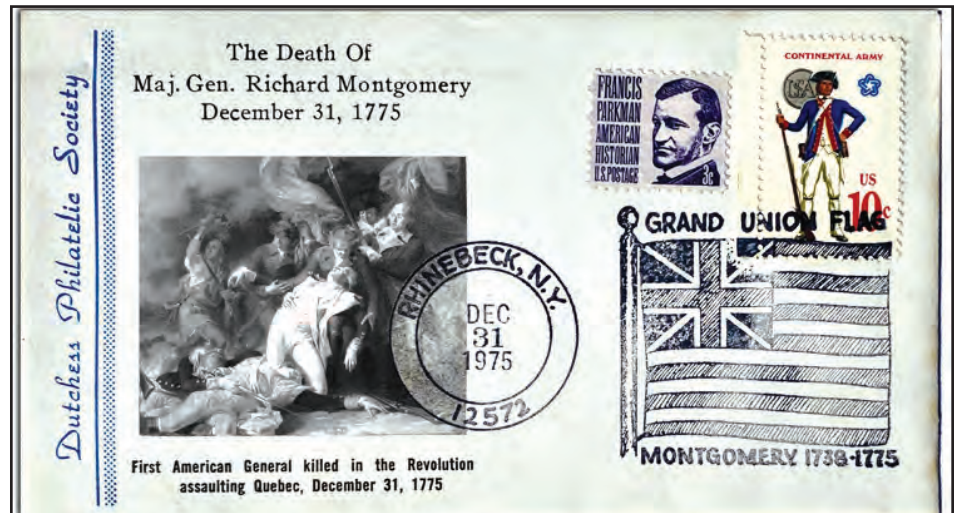 Dutchess Philatelic Society
The Death Of
Maj. Gen. Richard Montgomery
December 31, 1775
First American General killed in the Revolution
assaulting Quebec, December 31, 1775
RHINEBECK, N.Y.
DEC
31
1975
12572
FRANCIS
PARKMAN
AMERICAN
HISTORIAN
U.S. POSTAGE
3c
CONTINENTAL ARMY
USA
US
10c
GRAND UNION FLAG
MONTGOMERY 1738-1775